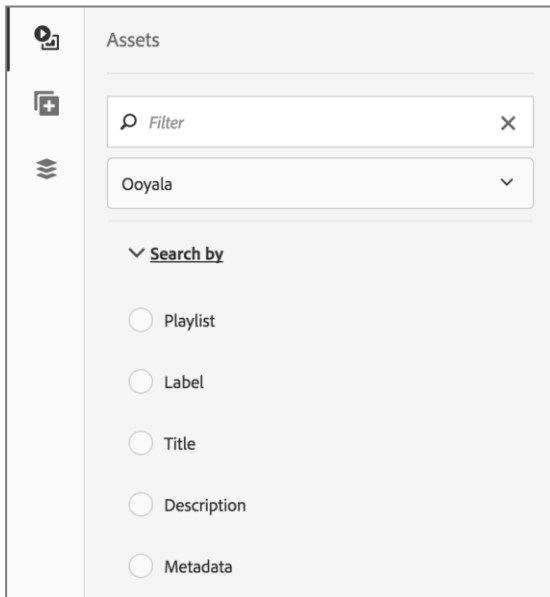 Assets
Filter
Ooyala
Search by
Playlist
Label
Title
Description
Metadata